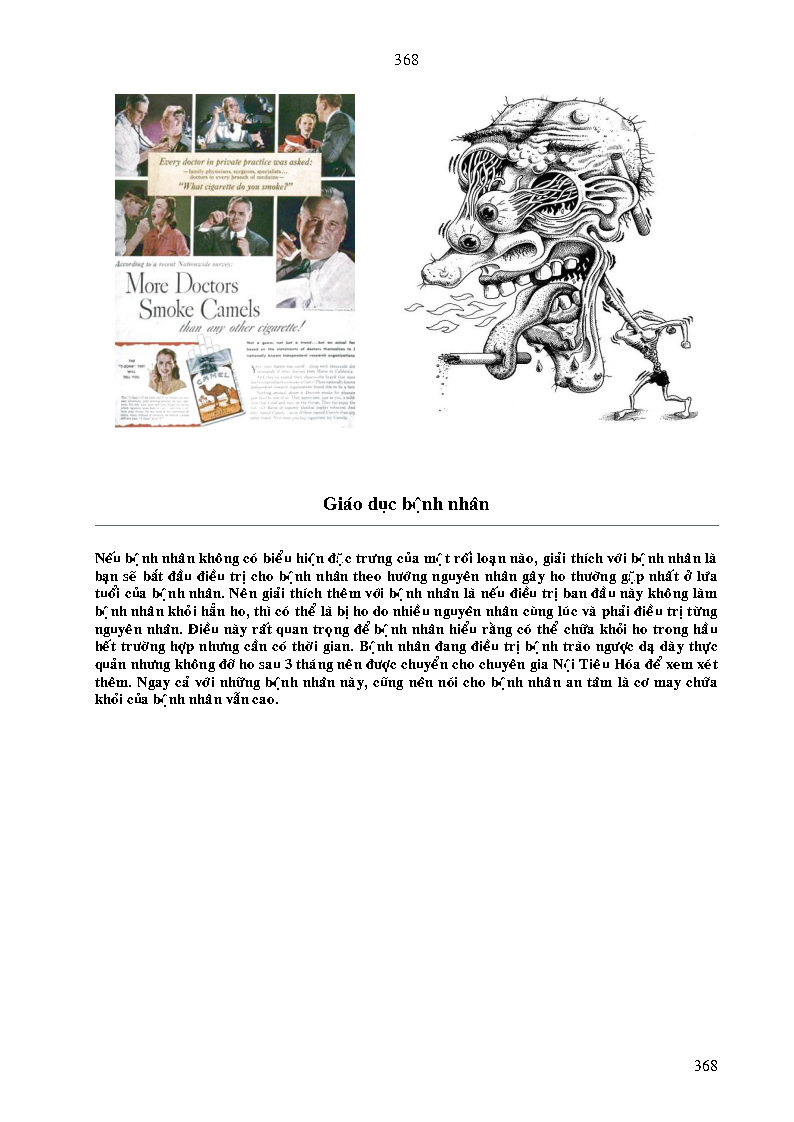 368
Every doctor in private practice was asked:
—family physicians, surgeons, specialists...
doctors in every branch of medicine—
"What cigarette do you smoke?"
According to a recent Nationwide survey:
More Doctors
Smoke Camels
than any other cigarette!
Not a guess, not just a trend... but an actual fact
based on the statements of doctors themselves to
nationally known independent research organizations
THE
"T-ZONE" TEST
WILL
TELL YOU
CAMEL
Giáo dục bệnh nhân
Nếu bệnh nhân không có biểu hiện đặc trưng của một rối loạn nào, giải thích với bệnh nhân là
bạn sẽ bắt đầu điều trị cho bệnh nhân theo hướng nguyên nhân gây ho thường gặp nhất ở lứa
tuổi của bệnh nhân. Nên giải thích thêm với bệnh nhân là nếu điều trị ban đầu này không làm
bệnh nhân khỏi hẳn ho, thì có thể là bị ho do nhiều nguyên nhân cùng lúc và phải điều trị từng
nguyên nhân. Điều này rất quan trọng để bệnh nhân hiểu rằng có thể chữa khỏi ho trong hầu
hết trường hợp nhưng cần có thời gian. Bệnh nhân đang điều trị bệnh trào ngược dạ dày thực
quản nhưng không đỡ ho sau 3 tháng nên được chuyển cho chuyên gia Nội Tiêu Hóa để xem xét
thêm. Ngay cả với những bệnh nhân này, cũng nên nói cho bệnh nhân an tâm là cơ may chữa
khỏi của bệnh nhân vẫn cao.
368